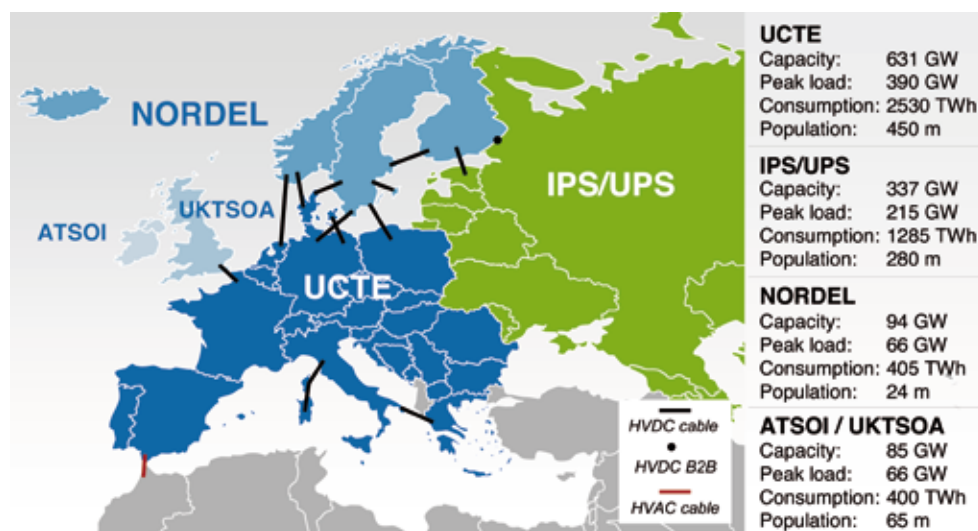 NORDEL
ATSOI
UKTSOA
IPS/UPS
UCTE
HVDC cable
HVDC B2B
HVAC cable
UCTE
Capacity: 631 GW
Peak load: 390 GW
Consumption: 2530 TWh
Population: 450 m
IPS/UPS
Capacity: 337 GW
Peak load: 215 GW
Consumption: 1285 TWh
Population: 280 m
NORDEL
Capacity: 94 GW
Peak load: 66 GW
Consumption: 405 TWh
Population: 24 m
ATSOI / UKTSOA
Capacity: 85 GW
Peak load: 66 GW
Consumption: 400 TWh
Population: 65 m